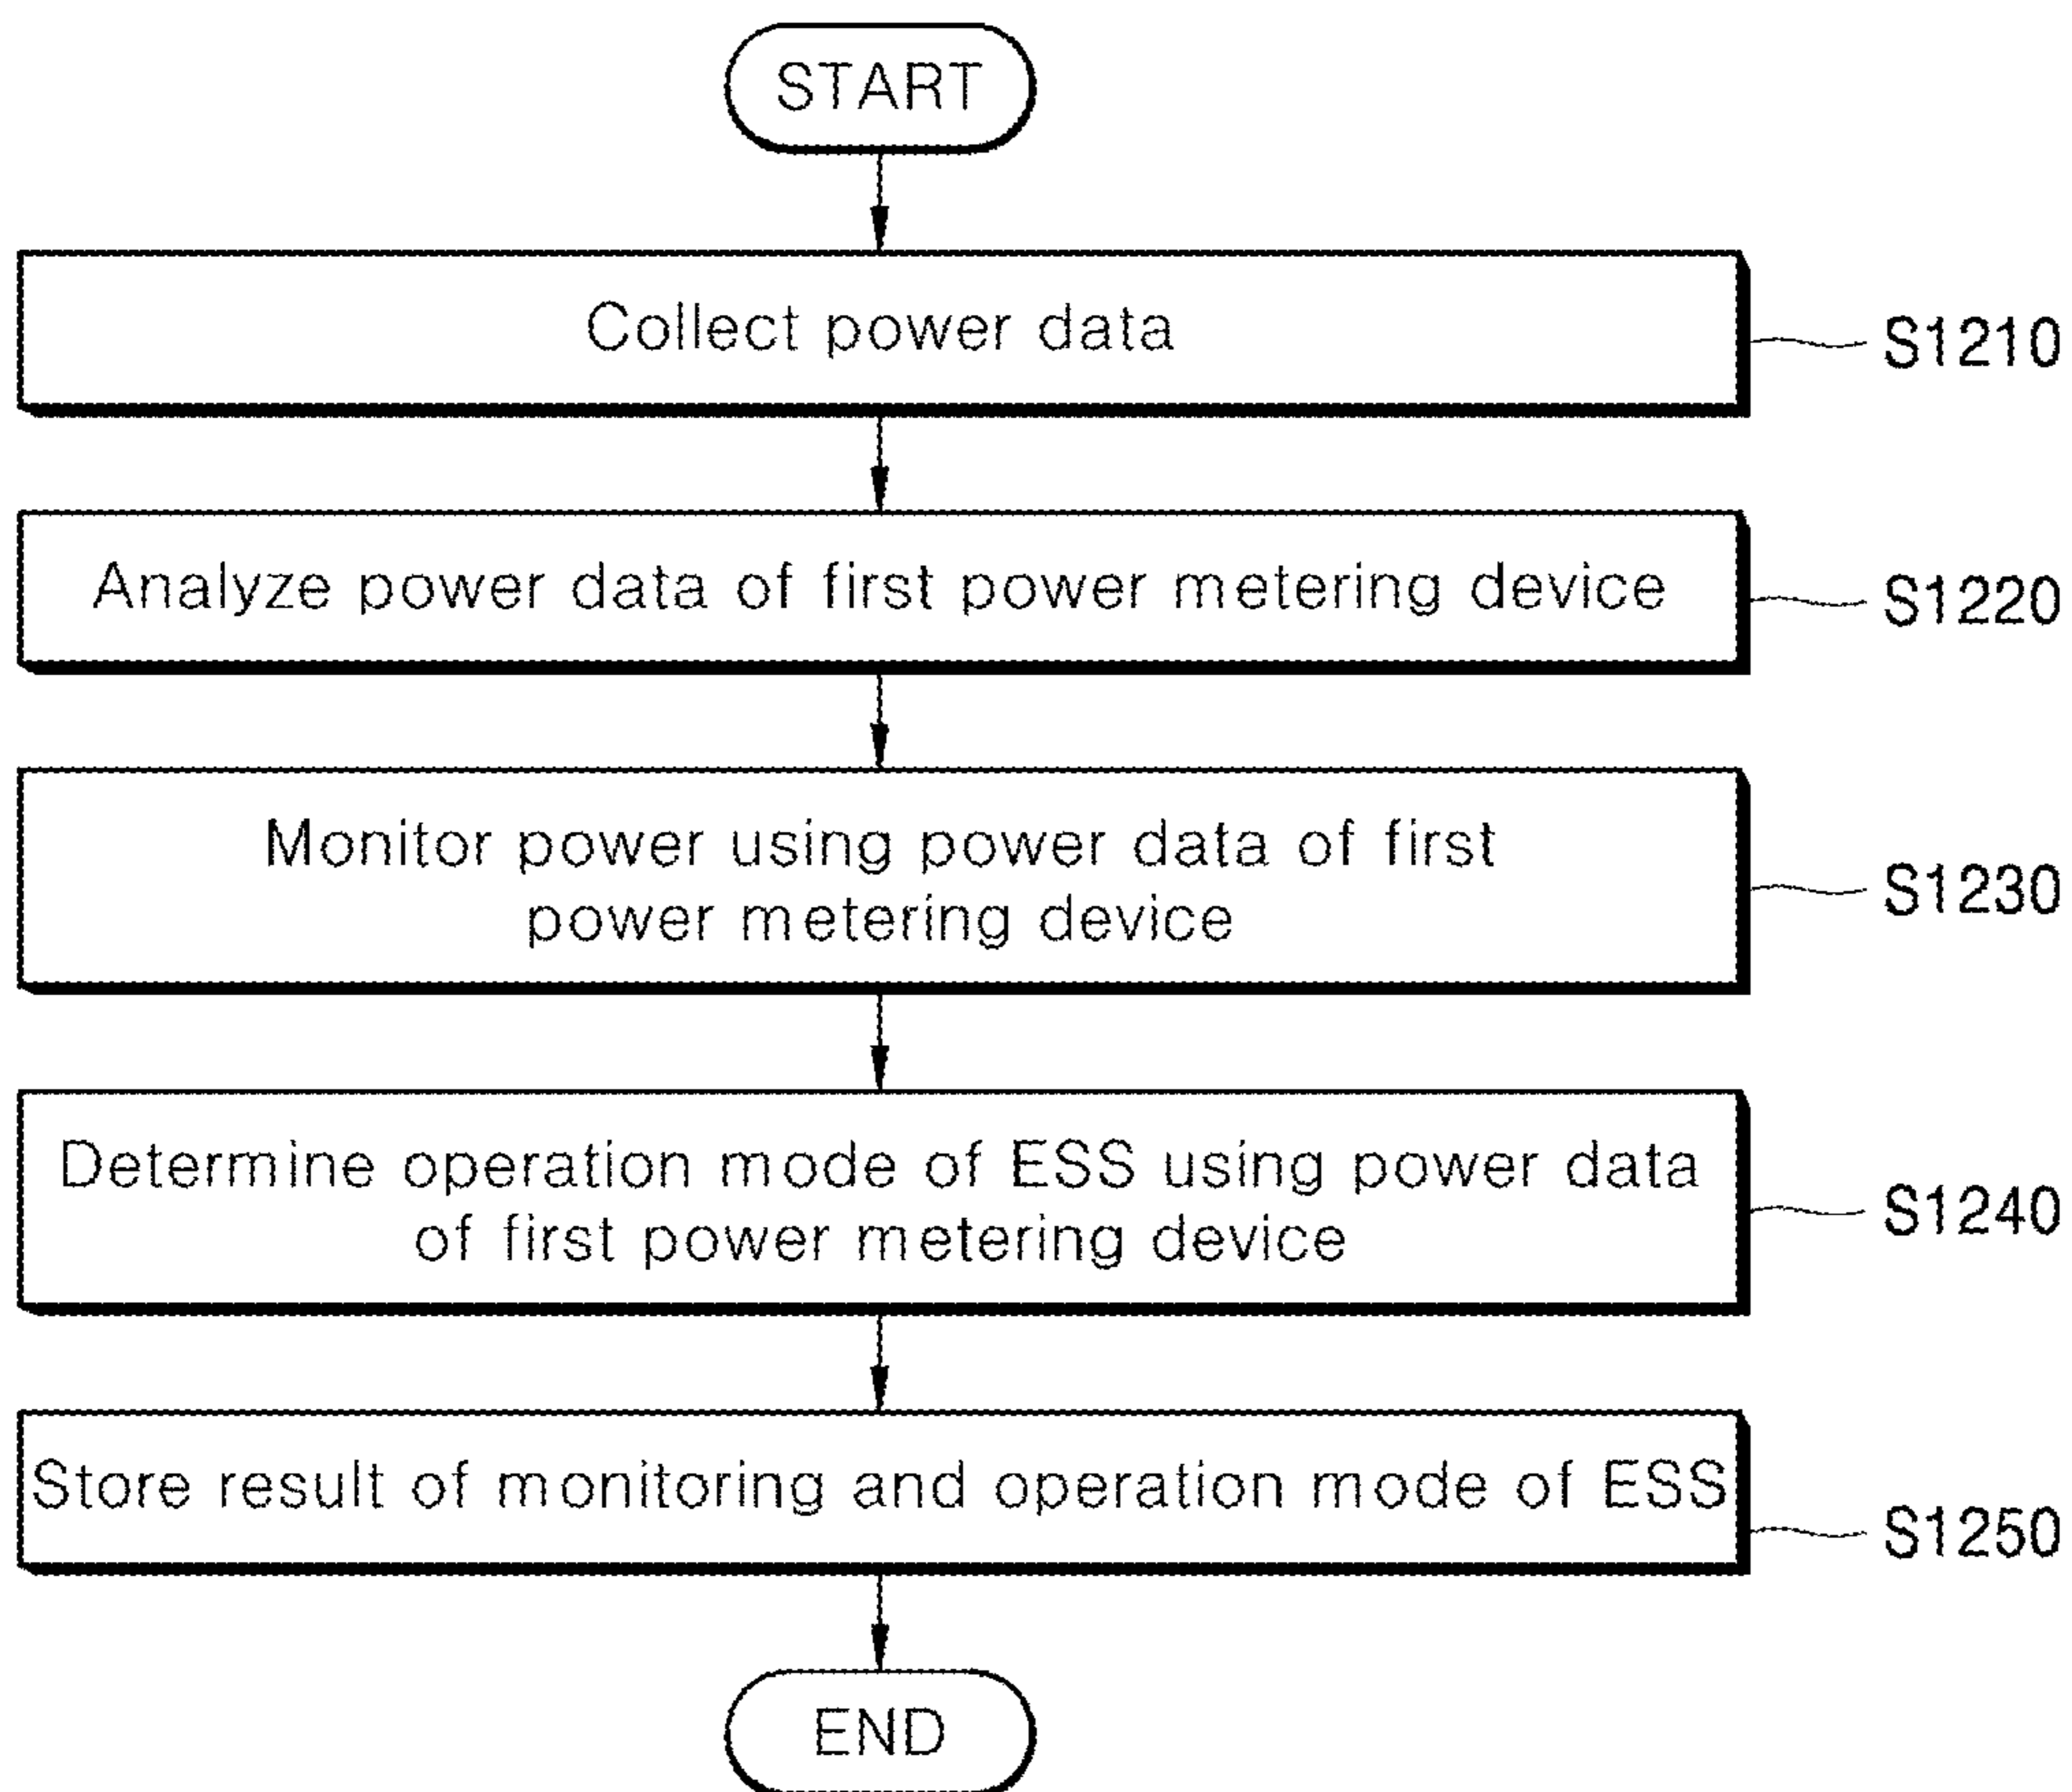 START
Collect power data
S1210
Analyze power data of first power metering device
S1220
Monitor power using power data of first
power metering device
S1230
Determine operation mode of ESS using power data
of first power metering device
S1240
Store result of monitoring and operation mode of ESS
S1250
END